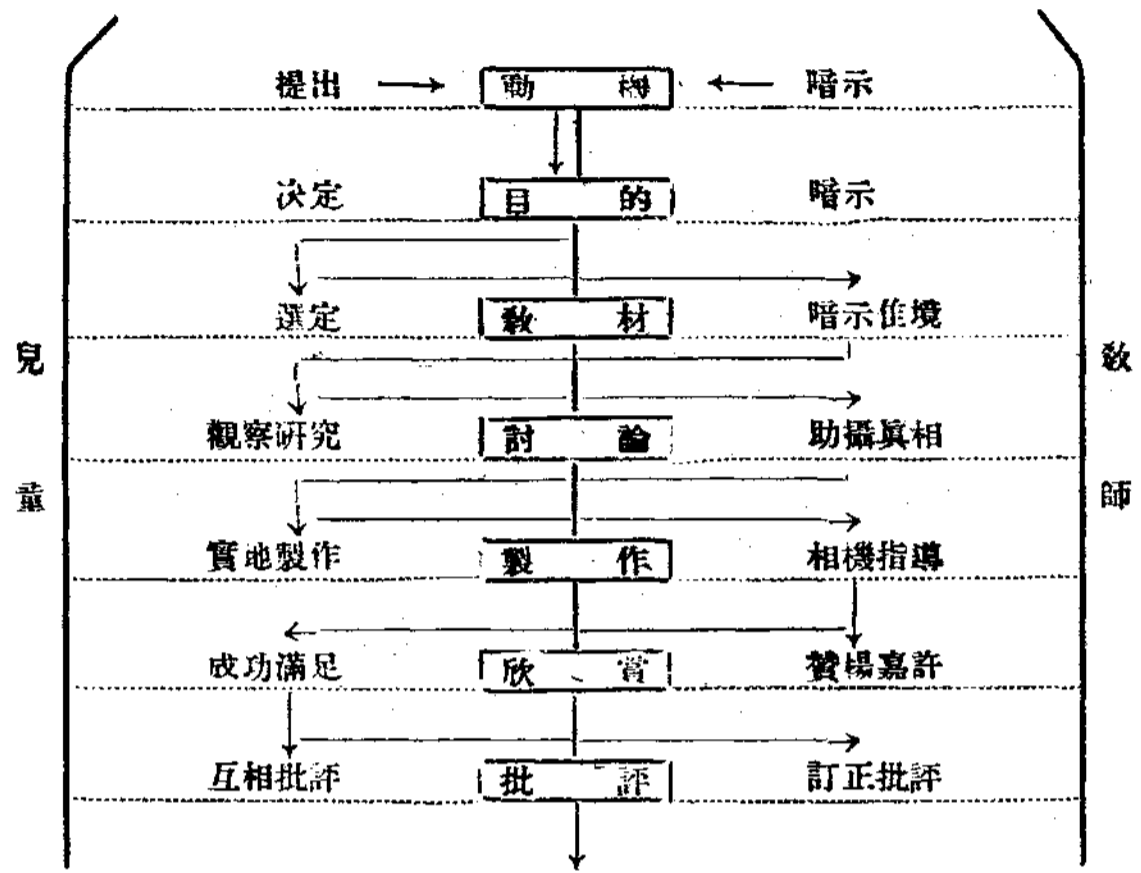 提出 動機 暗示
决定 目的 暗示
選定 教材 暗示佳境
觀察研究 討論 助攝眞相
實地製作 製作 相機指導
成功滿足 欣賞 贊揚嘉許
互相批評 批評 訂正批評
兒童
教師